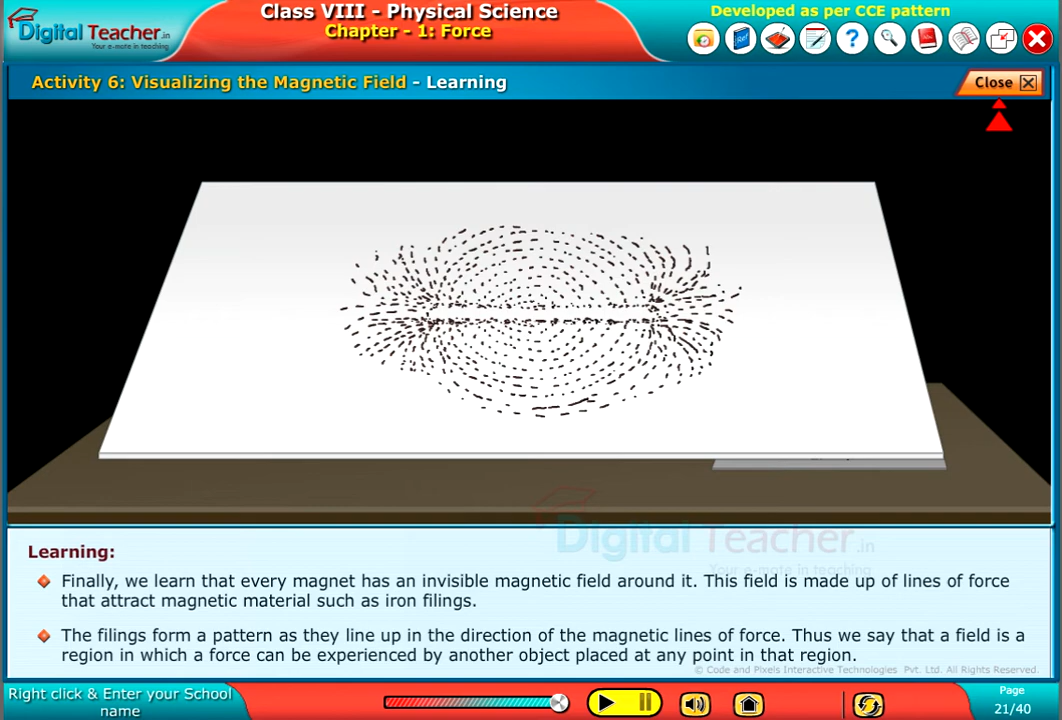 Digital Teacher.in
Your e-mate in teaching
Class VIII - Physical Science
Chapter - 1: Force
Developed as per CCE pattern
Activity 6: Visualizing the Magnetic Field - Learning
Close
Digital Teacher.in
Your e-mate in teaching
Learning:
Finally, we learn that every magnet has an invisible magnetic field around it. This field is made up of lines of force
that attract magnetic material such as iron filings.
The filings form a pattern as they line up in the direction of the magnetic lines of force. Thus we say that a field is a
region in which a force can be experienced by another object placed at any point in that region.
© Code and Pixels Interactive Technologies Pvt. Ltd. All Rights Reserved.
Right click & Enter your School
name
Page
21/40